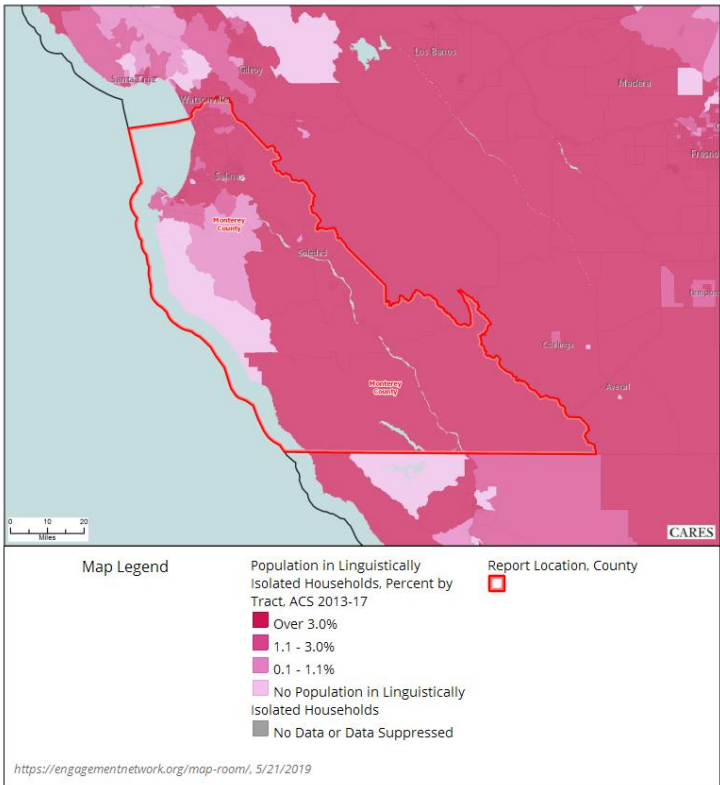 Los Banos
Santa Cruz
Gilroy
Madera
Watsonville
Fresno
Salinas
Monterey
County
Soledad
Coalinga
Monterey
County
Avenal
0 10 20
Miles
CARES
Map Legend
Population in Linguistically
Isolated Households, Percent by
Tract, ACS 2013-17
Over 3.0%
1.1 - 3.0%
0.1 - 1.1%
No Population in Linguistically
Isolated Households
No Data or Data Suppressed
Report Location, County
https://engagementnetwork.org/map-room/, 5/21/2019